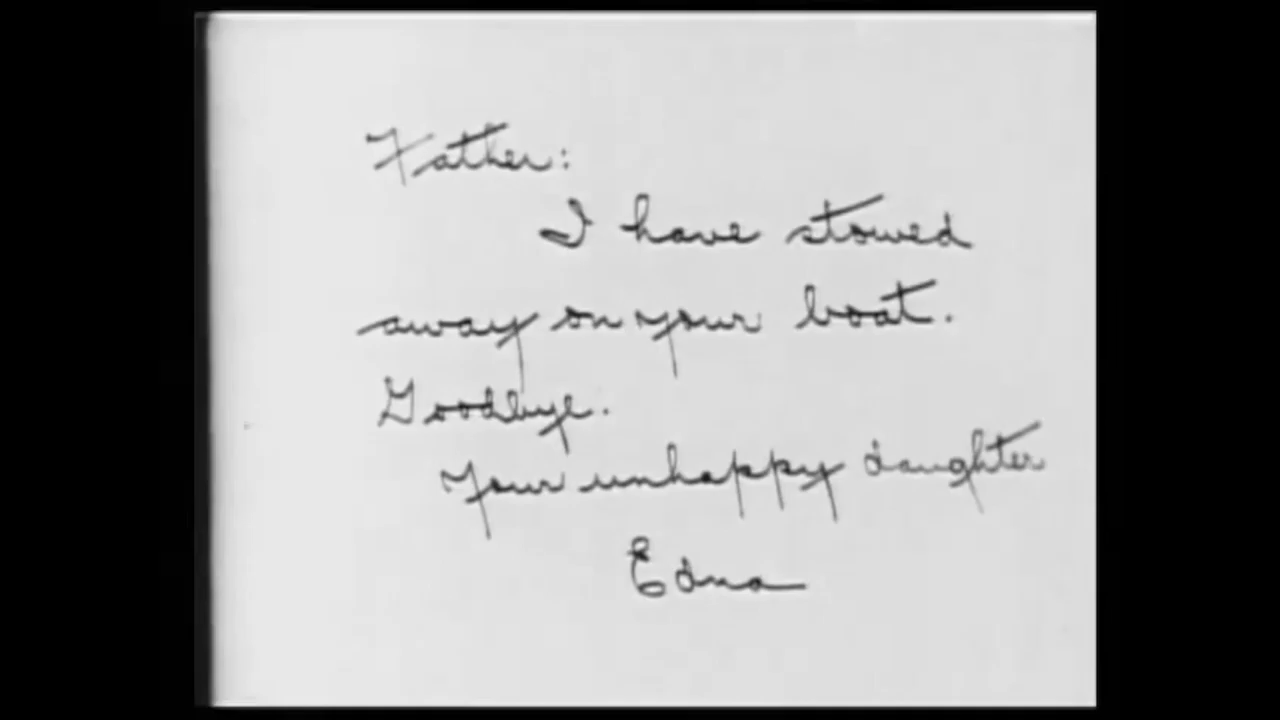 Father:
I have stowed
away on your boat.
Goodbye.
Your unhappy daughter
Edna